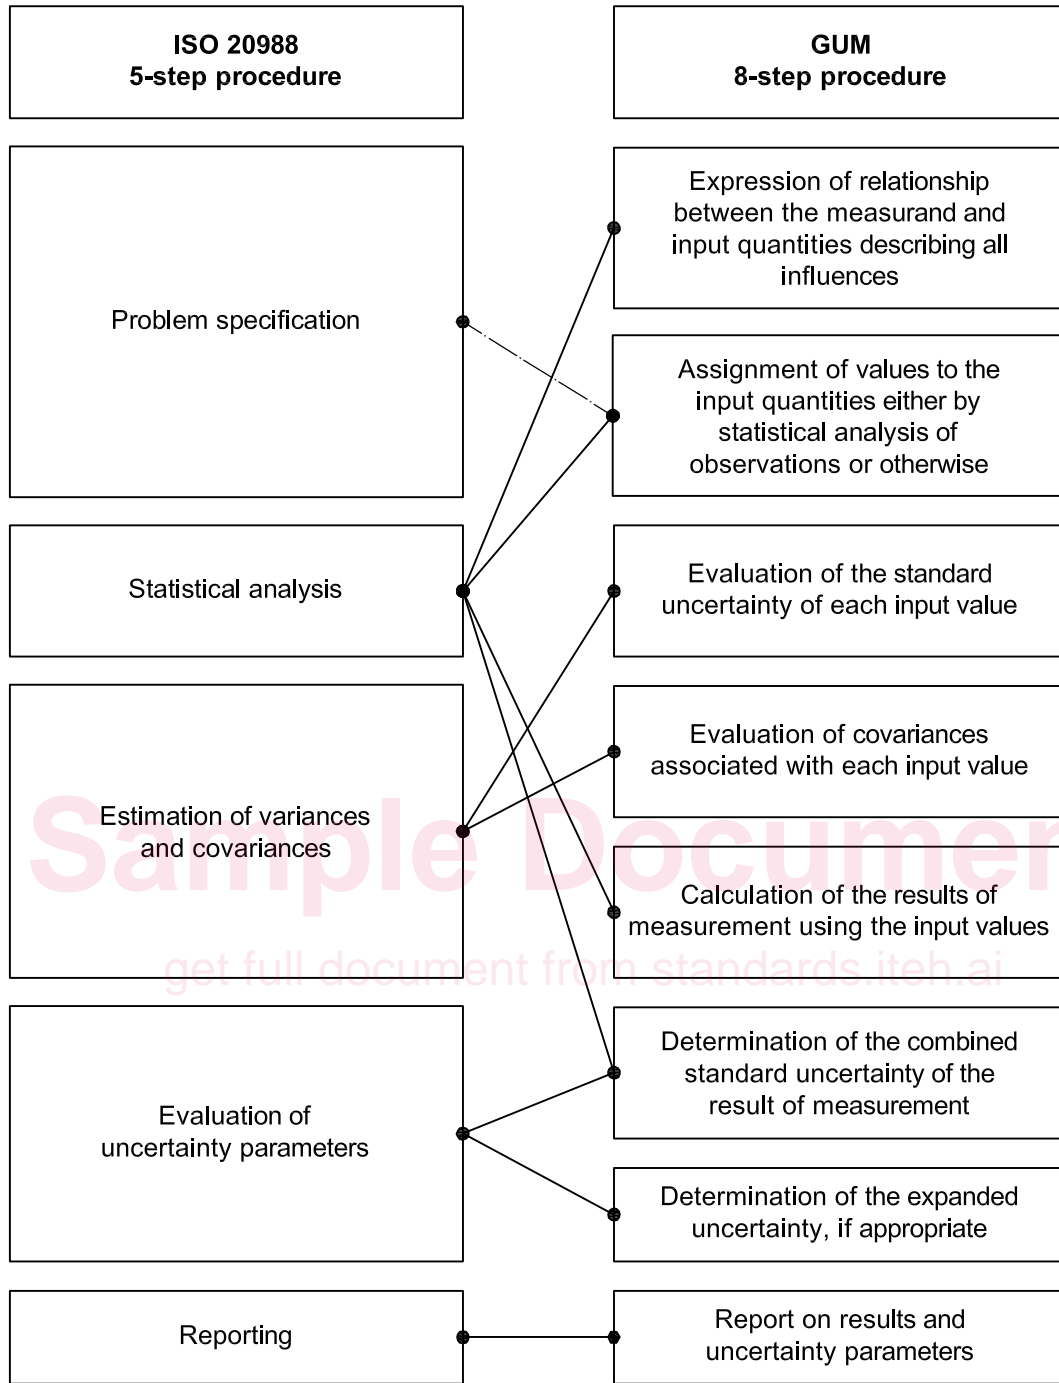 ISO 20988
5-step procedure
GUM
8-step procedure
Problem specification
Statistical analysis
Estimation of variances
and covariances
Evaluation of
uncertainty parameters
Reporting
Expression of relationship
between the measurand and
input quantities describing all
influences
Assignment of values to the
input quantities either by
statistical analysis of
observations or otherwise
Evaluation of the standard
uncertainty of each input value
Evaluation of covariances
associated with each input value
Calculation of the results of
measurement using the input values
Determination of the combined
standard uncertainty of the
result of measurement
Determination of the expanded
uncertainty, if appropriate
Report on results and
uncertainty parameters
Sample Documen
get full document from standards.iteh.ai